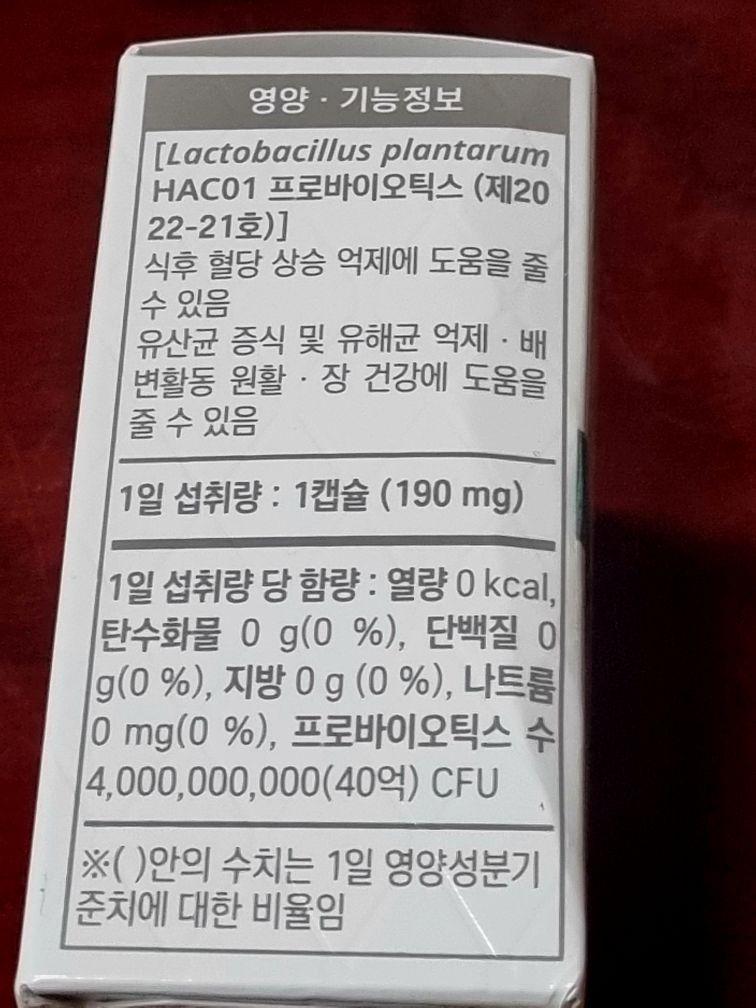 영양 · 기능정보
[Lactobacillus plantarum
HAC01 프로바이오틱스 (제20
22-21호)]
식후 혈당 상승 억제에 도움을 줄
수 있음
유산균 증식 및 유해균 억제 · 배
변활동 원활 · 장 건강에 도움을
줄 수 있음
1일 섭취량 : 1캡슐 (190 mg)
1일 섭취량 당 함량 : 열량 0 kcal,
탄수화물 0 g(0 %), 단백질 0
g(0 %), 지방 0 g (0 %), 나트륨
0 mg(0 %), 프로바이오틱스 수
4,000,000,000(40억) CFU
※( )안의 수치는 1일 영양성분기
준치에 대한 비율임